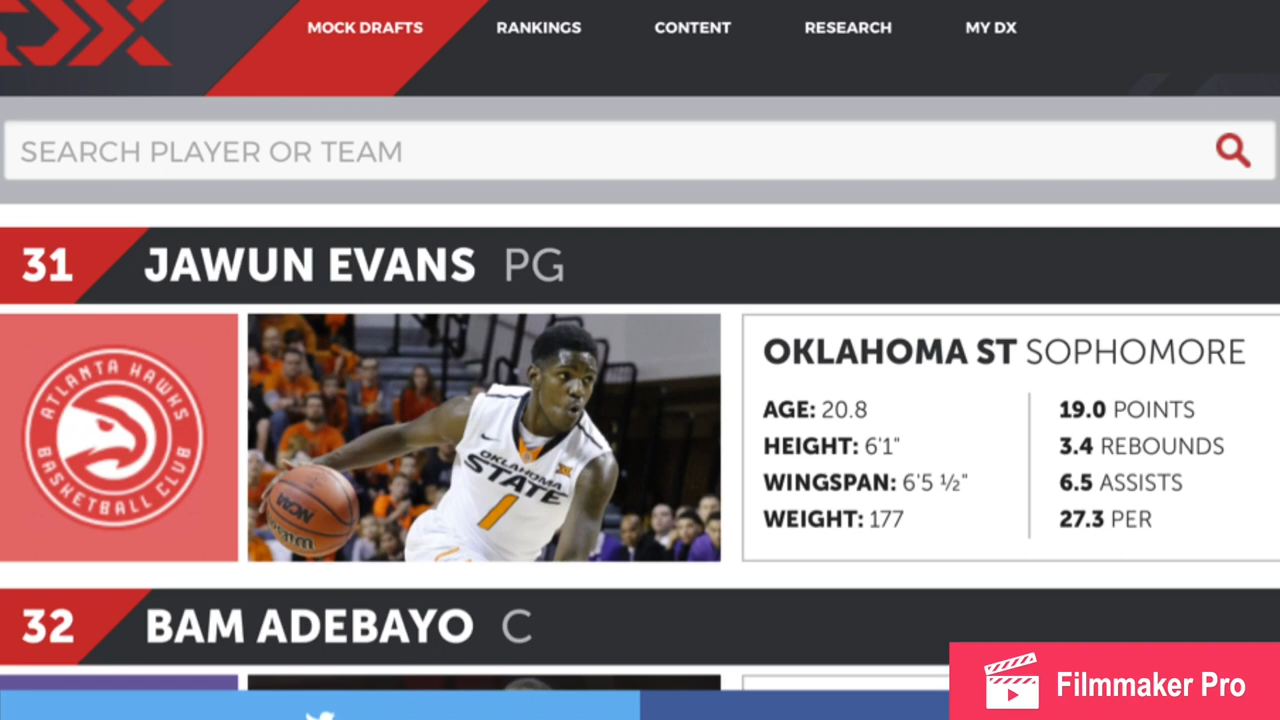 DX
MOCK DRAFTS RANKINGS CONTENT RESEARCH MY DX
SEARCH PLAYER OR TEAM
31 JAWUN EVANS PG
ATLANTA HAWKS
BASKETBALL CLUB
OKLAHOMA
STATE
1
NCAA
OKLAHOMA ST SOPHOMORE
AGE: 20.8 19.0 POINTS
HEIGHT: 6'1" 3.4 REBOUNDS
WINGSPAN: 6'5 ½" 6.5 ASSISTS
WEIGHT: 177 27.3 PER
32 BAM ADEBAYO C
Filmmaker Pro